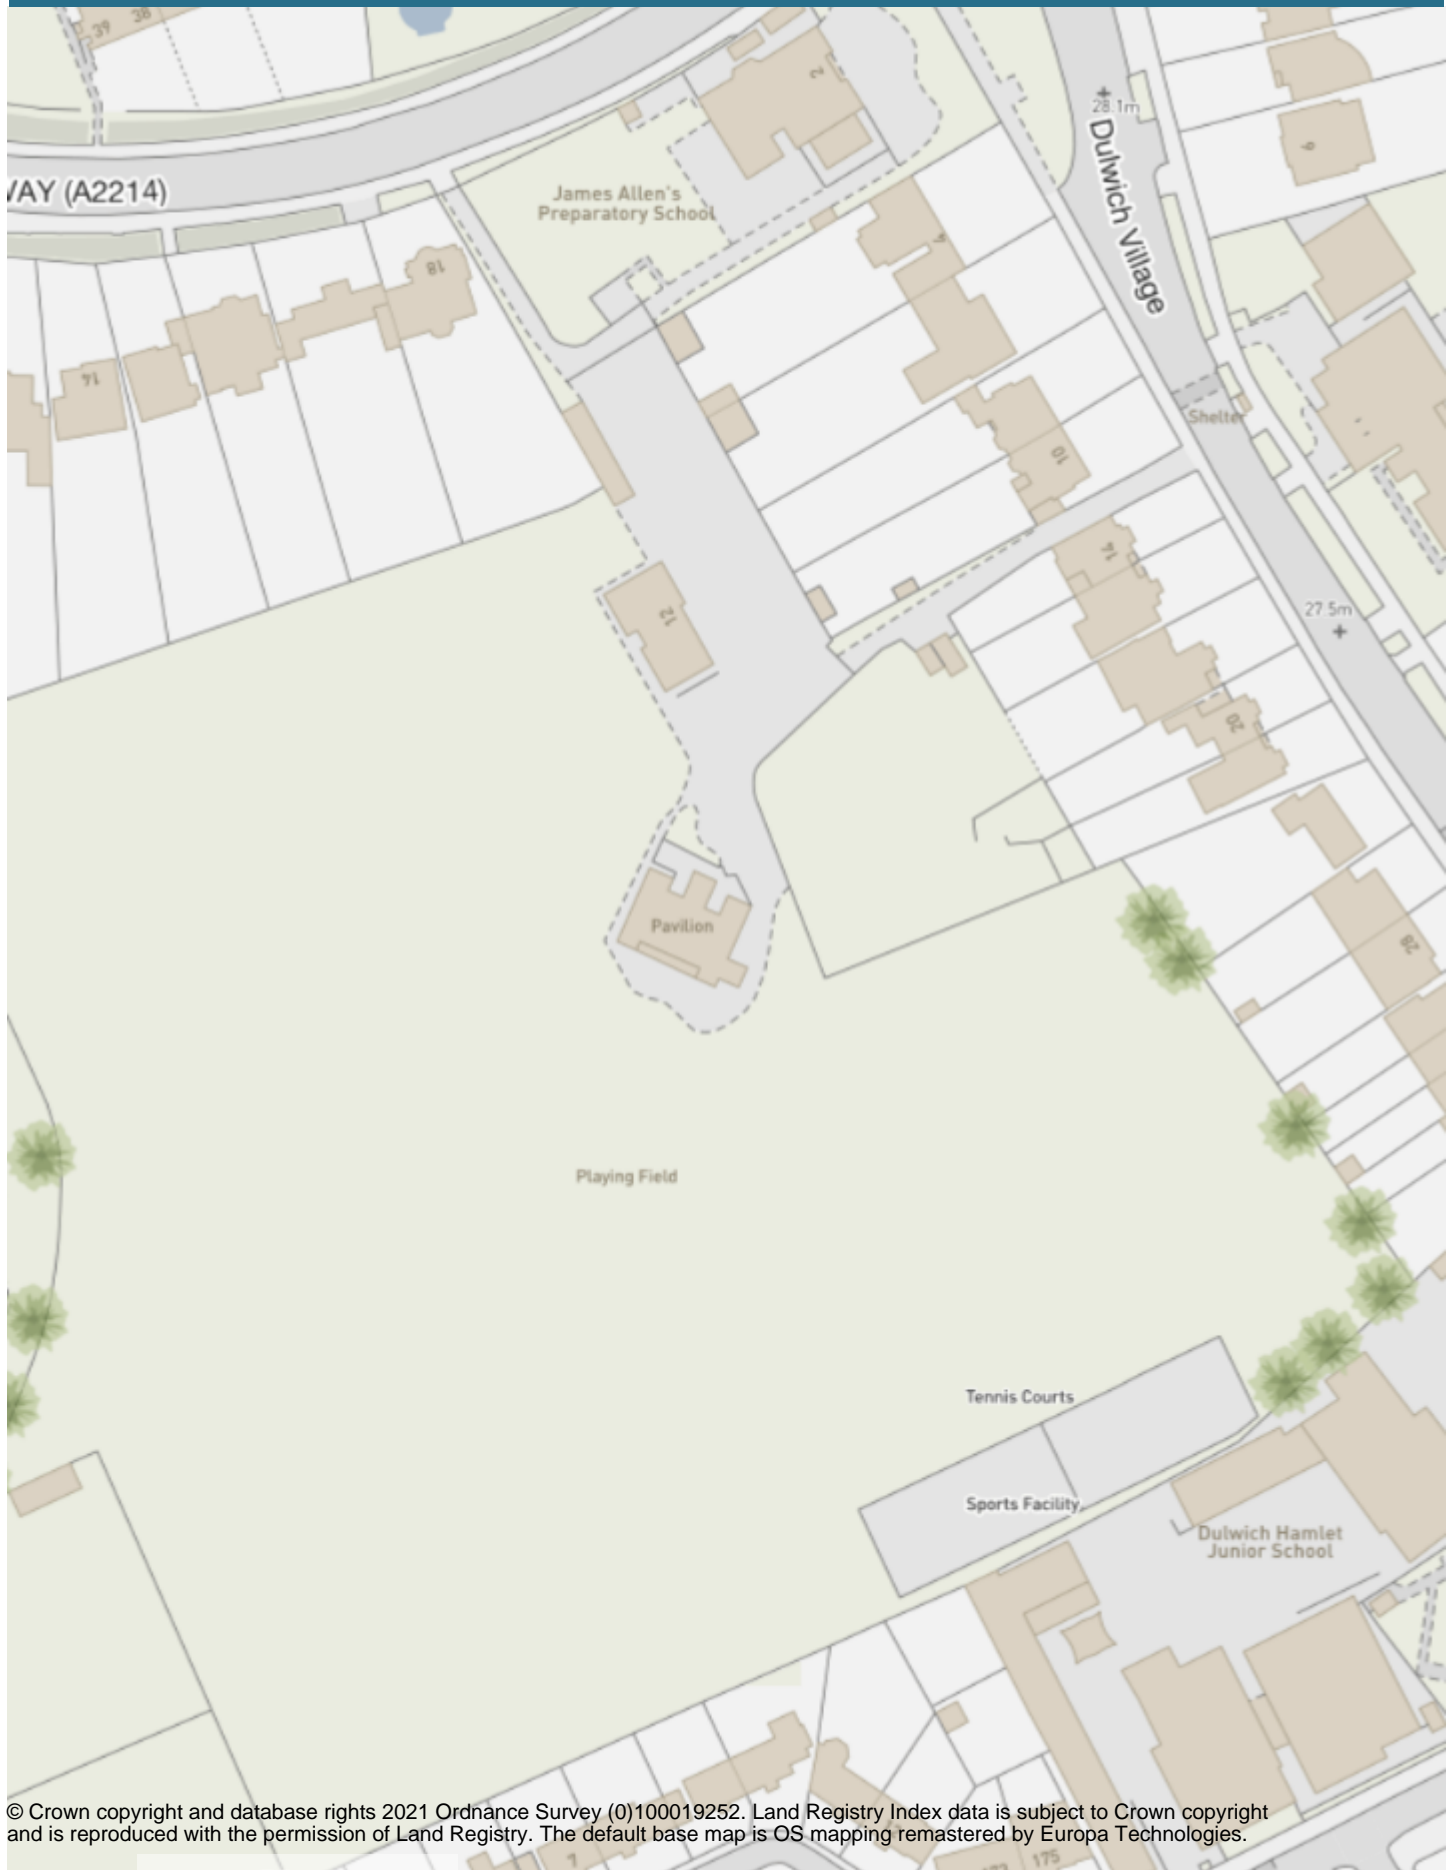 39 38
2
28.1m
9
VAY (A2214)
James Allen's
Preparatory School
Dulwich Village
4
18
14
Shelter
10
14
27.5m
12
20
Pavilion
28
Playing Field
Tennis Courts
Sports Facility
Dulwich Hamlet
Junior School
© Crown copyright and database rights 2021 Ordnance Survey (0)100019252. Land Registry Index data is subject to Crown copyright
and is reproduced with the permission of Land Registry. The default base map is OS mapping remastered by Europa Technologies.
7
175